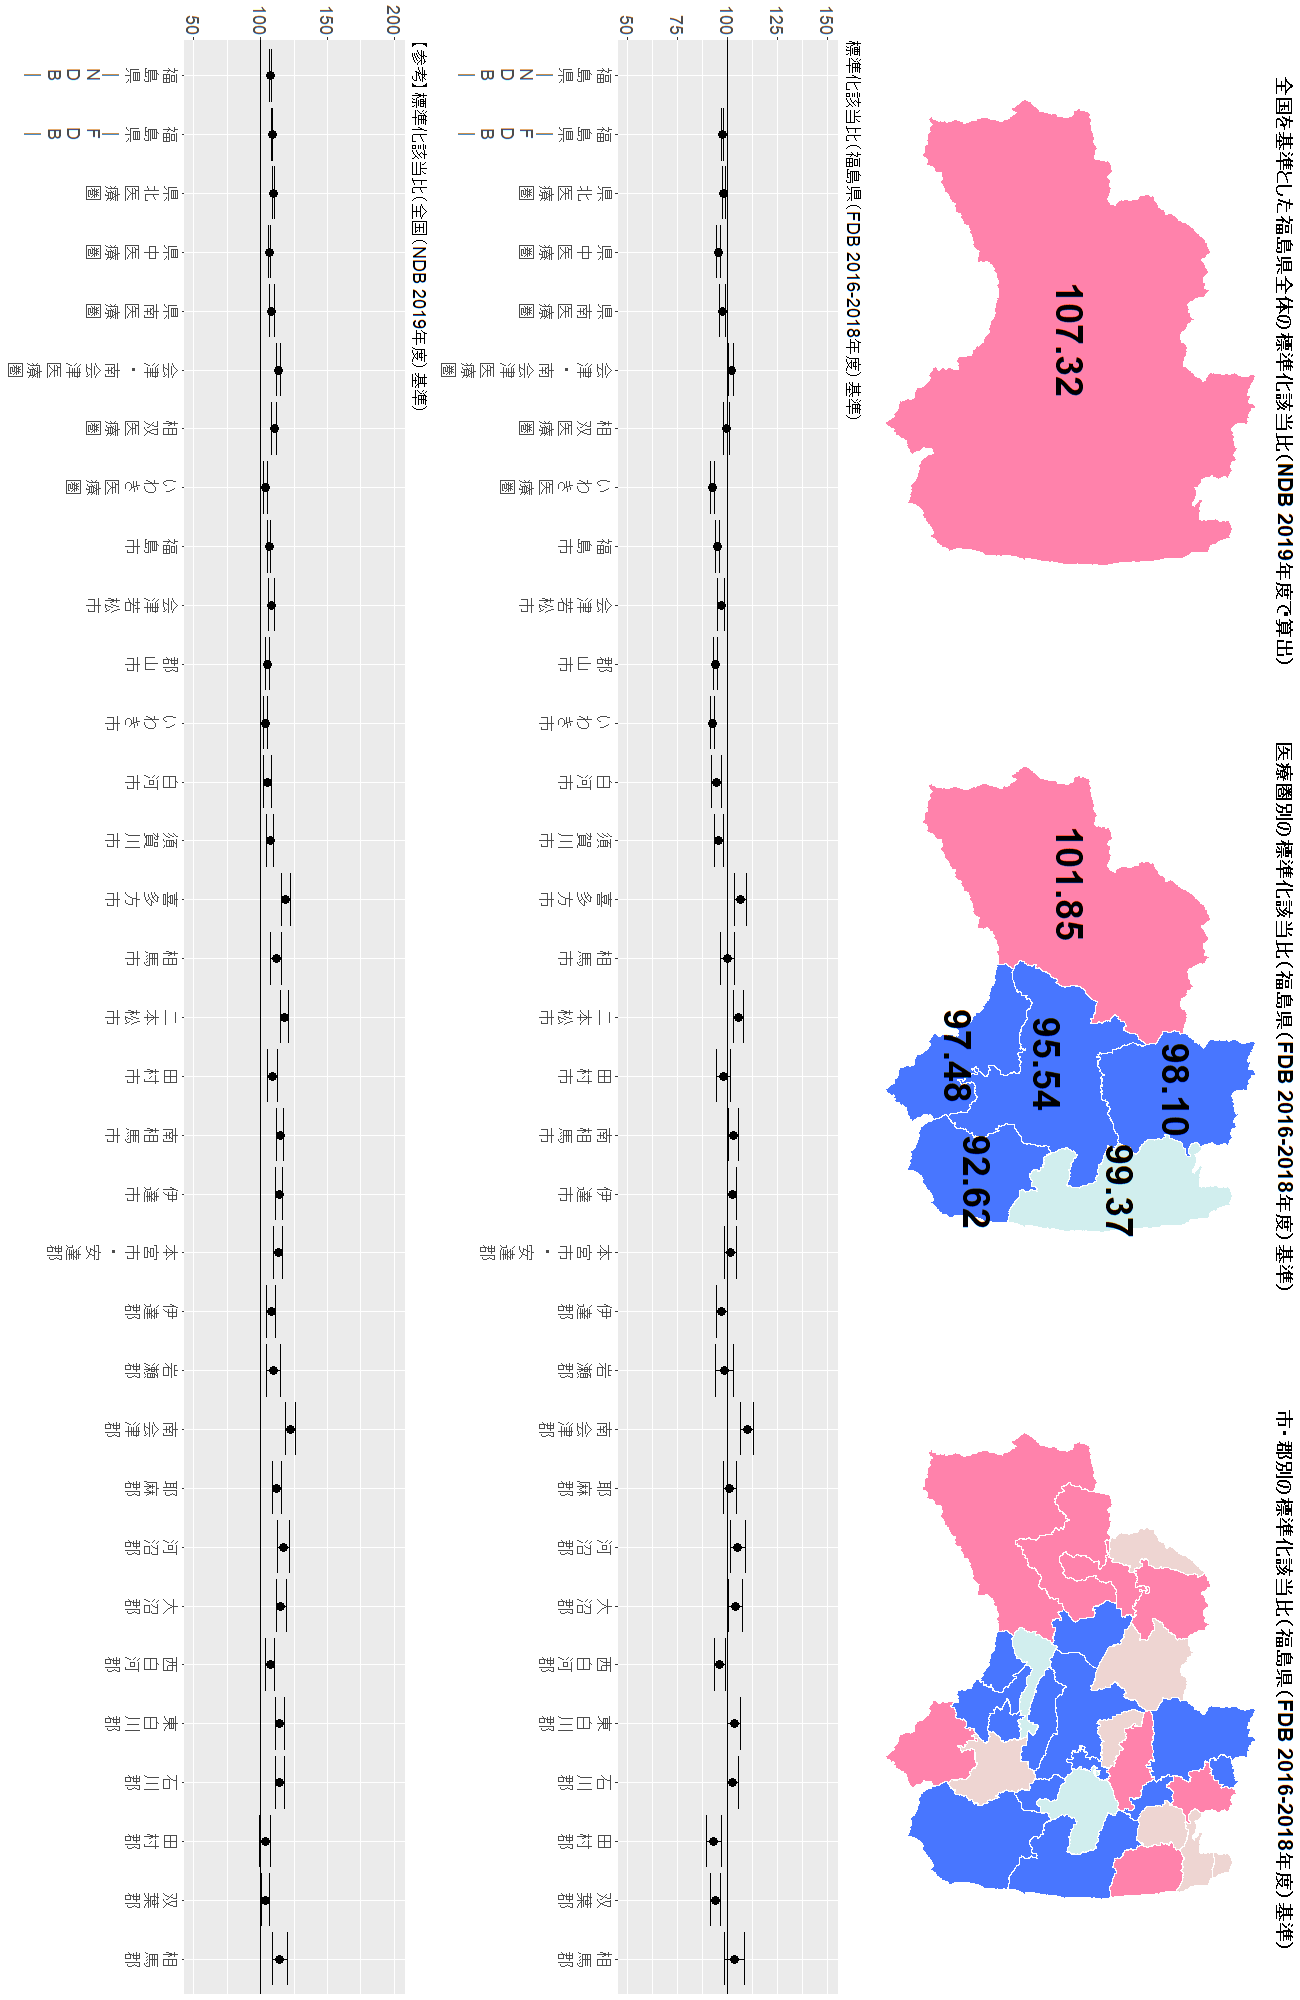 全国を基準とした福島県全体の標準化該当比(NDB 2019年度で算出)
107.32
医療圏別の標準化該当比(福島県(FDB 2016-2018年度)基準)
101.85
98.10
95.54
97.48
99.37
92.62
市・郡別の標準化該当比(福島県(FDB 2016-2018年度)基準)
標準化該当比(福島県(FDB 2016-2018年度)基準)
150
125
100
75
50
福島県|NDB|
福島県|FDB|
県北医療圏
県中医療圏
県南医療圏
会津・南会津医療圏
相双医療圏
いわき医療圏
福島市
会津若松市
郡山市
いわき市
白河市
須賀川市
喜多方市
相馬市
二本松市
田村市
南相馬市
伊達市
本宮市・安達郡
伊達郡
岩瀬郡
南会津郡
耶麻郡
河沼郡
大沼郡
西白河郡
東白川郡
石川郡
田村郡
双葉郡
相馬郡
【参考】標準化該当比(全国(NDB 2019年度)基準)
200
150
100
50
福島県|NDB|
福島県|FDB|
県北医療圏
県中医療圏
県南医療圏
会津・南会津医療圏
相双医療圏
いわき医療圏
福島市
会津若松市
郡山市
いわき市
白河市
須賀川市
喜多方市
相馬市
二本松市
田村市
南相馬市
伊達市
本宮市・安達郡
伊達郡
岩瀬郡
南会津郡
耶麻郡
河沼郡
大沼郡
西白河郡
東白川郡
石川郡
田村郡
双葉郡
相馬郡